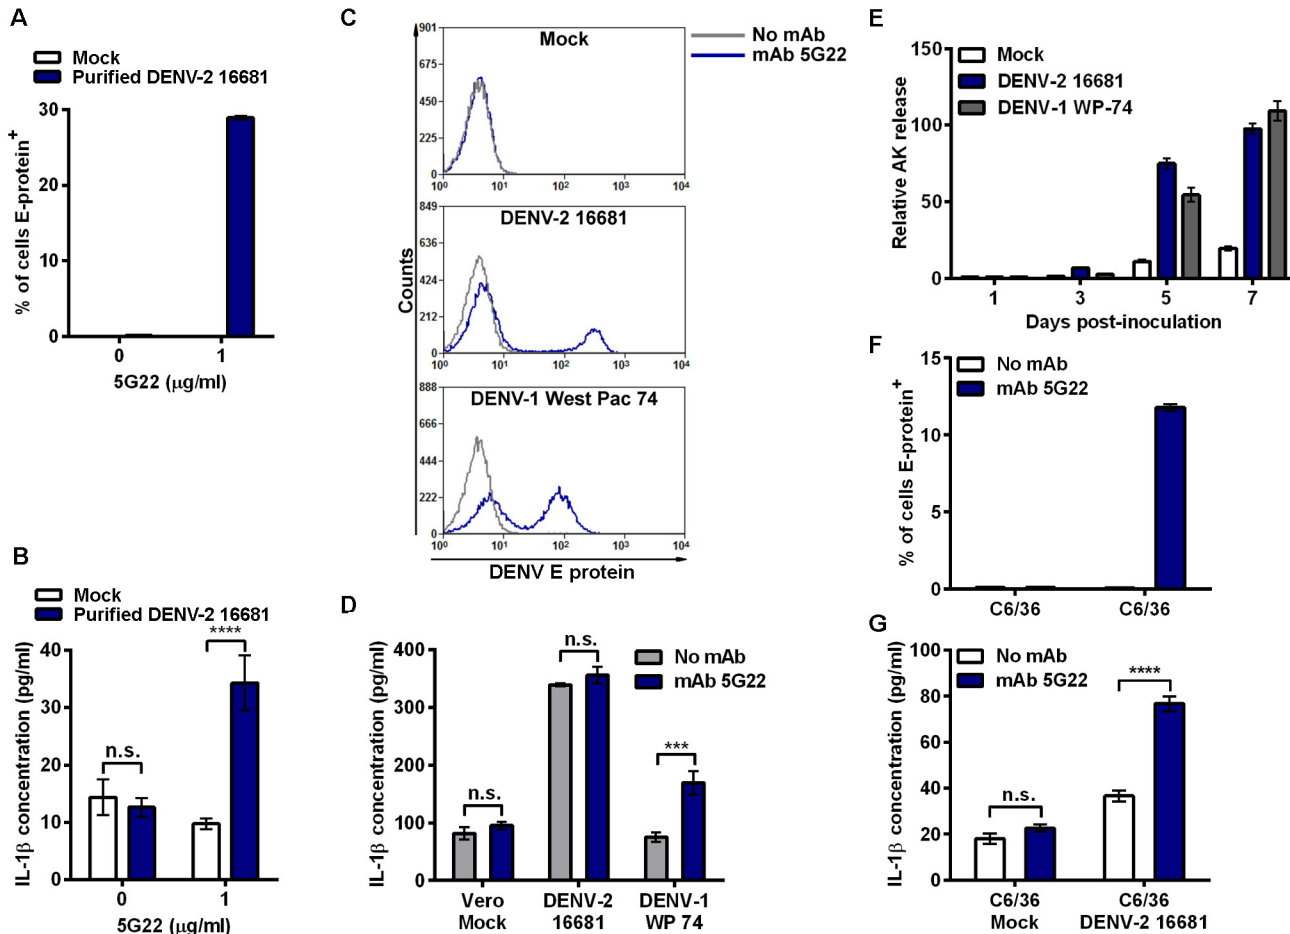 A
Mock
Purified DENV-2 16681
% of cells E-protein+
30
20
10
0
0
1
5G22 (µg/ml)
B
Mock
Purified DENV-2 16681
IL-1β concentration (pg/ml)
40
30
20
10
0
n.s.
****
0
1
5G22 (µg/ml)
C
No mAb
mAb 5G22
Counts
Mock
901
675
450
225
0
10⁰ 10¹ 10² 10³ 10⁴
DENV-2 16681
849
636
424
212
0
10⁰ 10¹ 10² 10³ 10⁴
DENV-1 West Pac 74
888
666
444
222
0
10⁰ 10¹ 10² 10³ 10⁴
DENV E protein
D
No mAb
mAb 5G22
IL-1β concentration (pg/ml)
400
300
200
100
0
n.s.
n.s.
***
Vero Mock
DENV-2 16681
DENV-1 WP 74
E
Mock
DENV-2 16681
DENV-1 WP-74
Relative AK release
150
100
50
0
1 3 5 7
Days post-inoculation
F
No mAb
mAb 5G22
% of cells E-protein+
15
10
5
0
C6/36
C6/36
G
No mAb
mAb 5G22
IL-1β concentration (pg/ml)
100
80
60
40
20
0
n.s.
****
C6/36 Mock
C6/36 DENV-2 16681